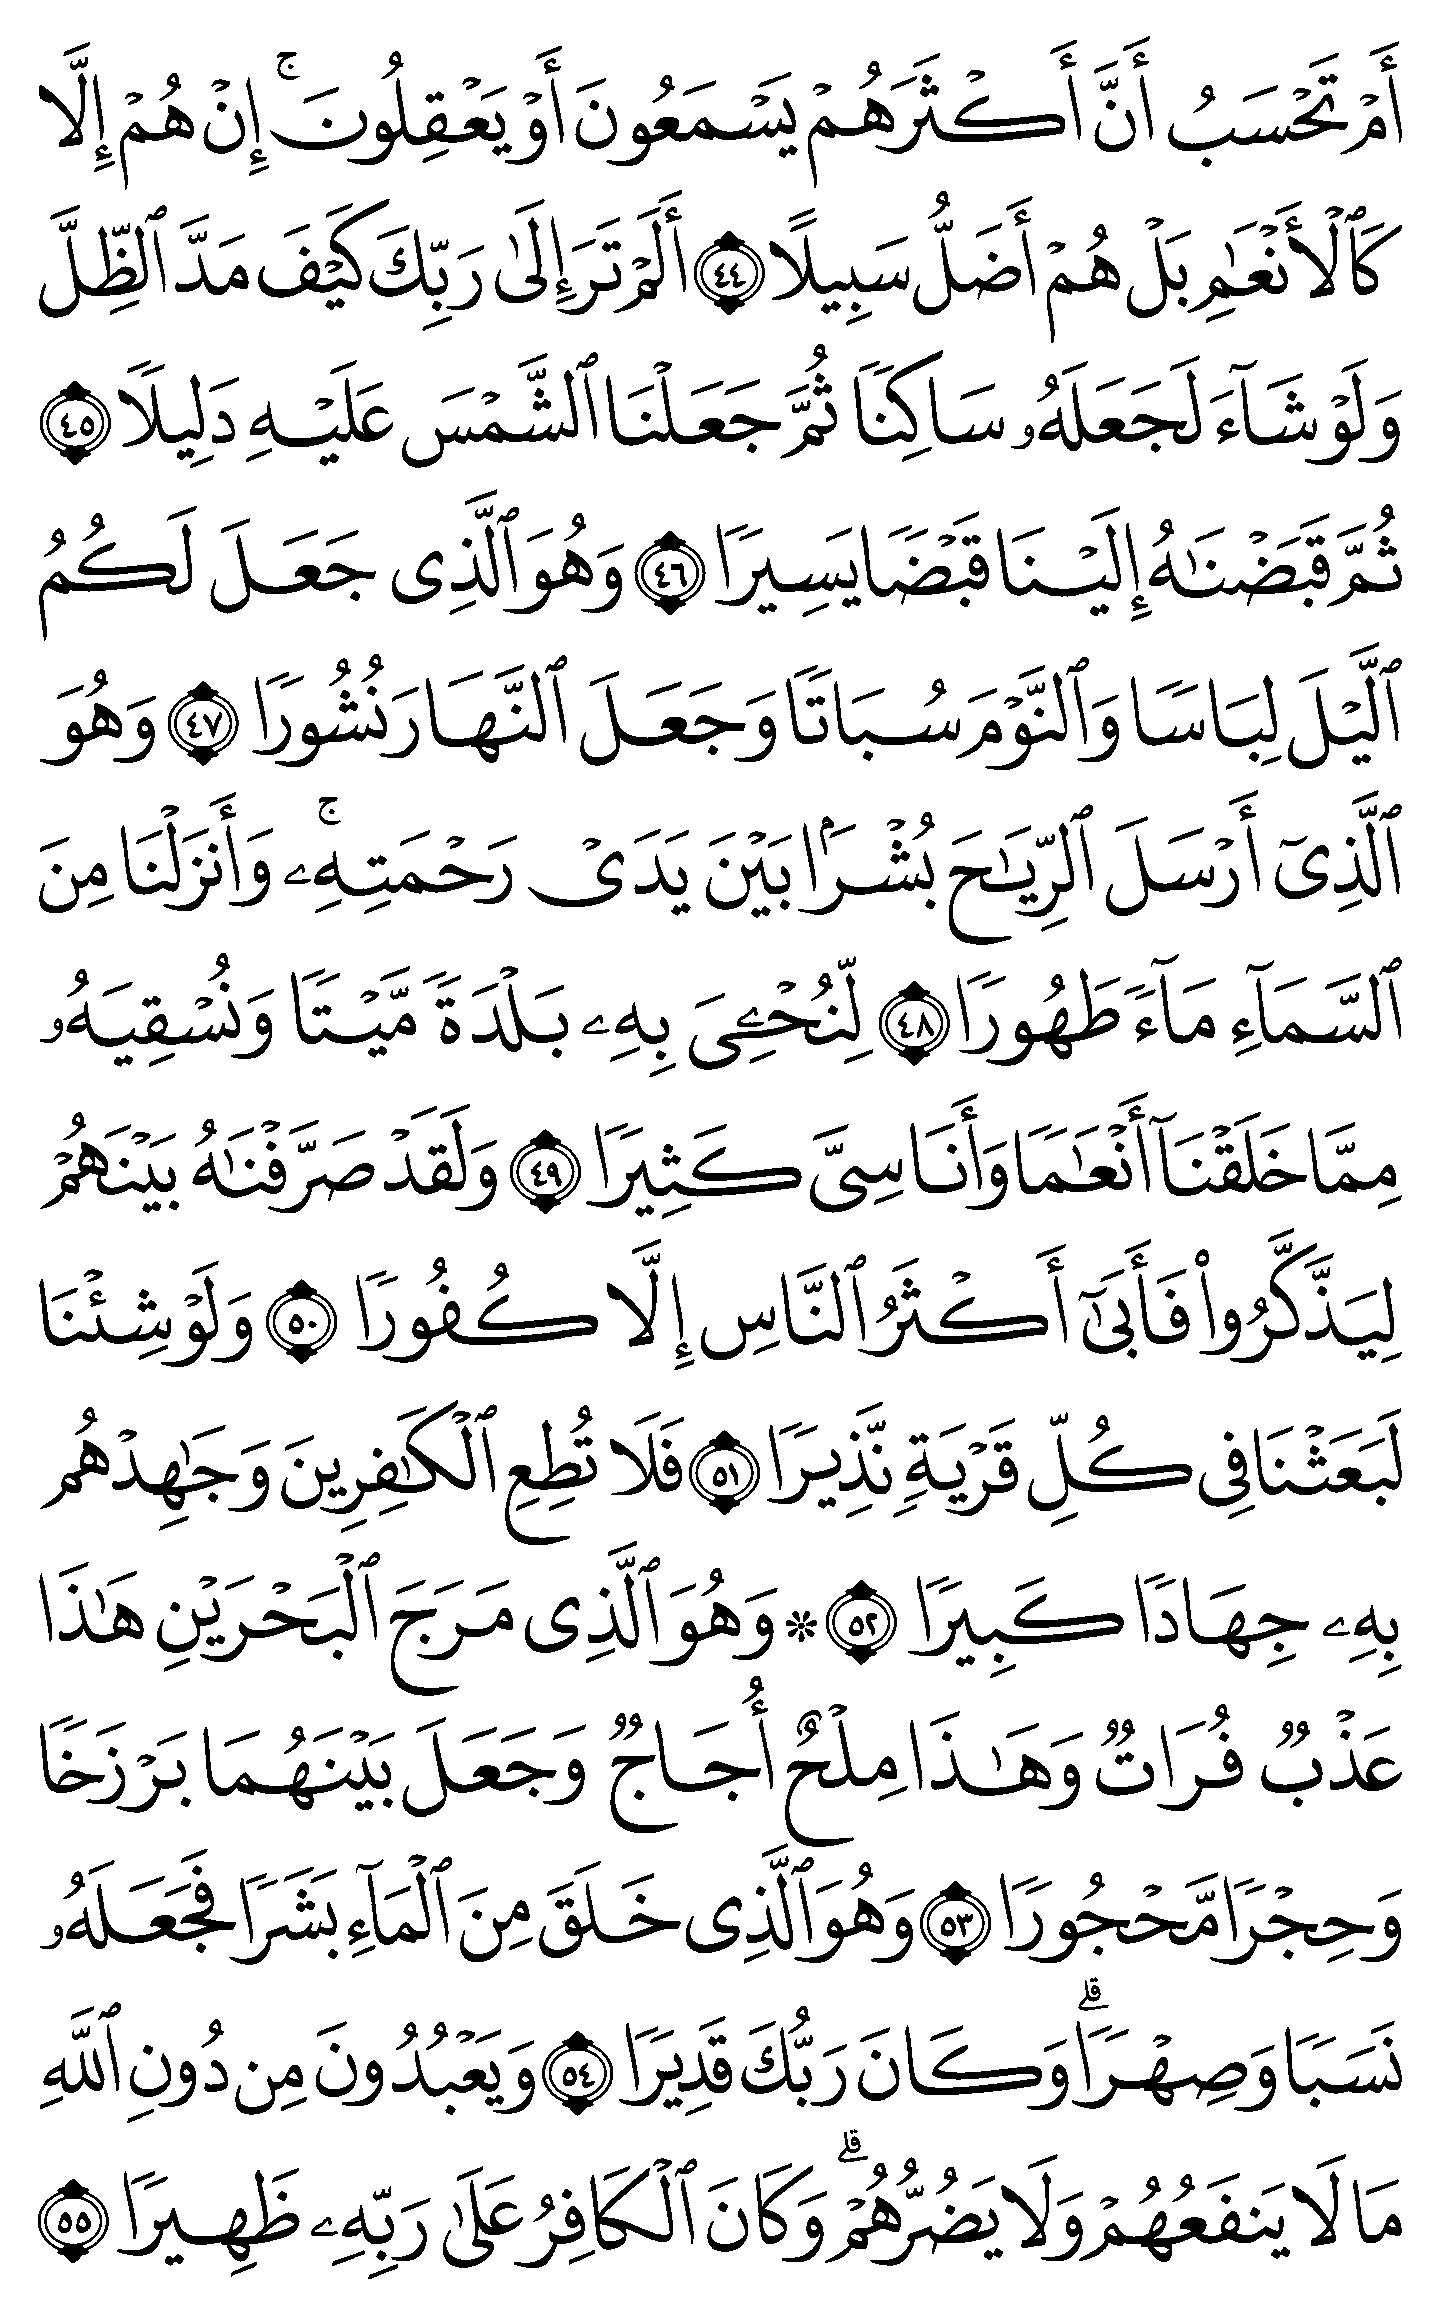 أَمْ تَحْسَبُ أَنَّ أَكْثَرَهُمْ يَسْمَعُونَ أَوْ يَعْقِلُونَ ۚ إِنْ هُمْ إِلَّا
كَٱلْأَنْعَٰمِ بَلْ هُمْ أَضَلُّ سَبِيلًا ٤٤ أَلَمْ تَرَ إِلَىٰ رَبِّكَ كَيْفَ مَدَّ ٱلظِّلَّ
وَلَوْ شَآءَ لَجَعَلَهُۥ سَاكِنًا ثُمَّ جَعَلْنَا ٱلشَّمْسَ عَلَيْهِ دَلِيلًا ٤٥
ثُمَّ قَبَضْنَٰهُ إِلَيْنَا قَبْضًا يَسِيرًا ٤٦ وَهُوَ ٱلَّذِى جَعَلَ لَكُمُ
ٱلَّيْلَ لِبَاسًا وَٱلنَّوْمَ سُبَاتًا وَجَعَلَ ٱلنَّهَارَ نُشُورًا ٤٧ وَهُوَ
ٱلَّذِىٓ أَرْسَلَ ٱلرِّيَٰحَ بُشْرًۢا بَيْنَ يَدَىْ رَحْمَتِهِۦ ۚ وَأَنزَلْنَا مِنَ
ٱلسَّمَآءِ مَآءً طَهُورًا ٤٨ لِّنُحْۦِىَ بِهِۦ بَلْدَةً مَّيْتًا وَنُسْقِيَهُۥ
مِمَّا خَلَقْنَآ أَنْعَٰمًا وَأَنَاسِىَّ كَثِيرًا ٤٩ وَلَقَدْ صَرَّفْنَٰهُ بَيْنَهُمْ
لِيَذَّكَّرُوا۟ فَأَبَىٰٓ أَكْثَرُ ٱلنَّاسِ إِلَّا كُفُورًا ٥٠ وَلَوْ شِئْنَا
لَبَعَثْنَا فِى كُلِّ قَرْيَةٍ نَّذِيرًا ٥١ فَلَا تُطِعِ ٱلْكَٰفِرِينَ وَجَٰهِدْهُم
بِهِۦ جِهَادًا كَبِيرًا ٥٢ ۞ وَهُوَ ٱلَّذِى مَرَجَ ٱلْبَحْرَيْنِ هَٰذَا
عَذْبٌ فُرَاتٌ وَهَٰذَا مِلْحٌ أُجَاجٌ وَجَعَلَ بَيْنَهُمَا بَرْزَخًا
وَحِجْرًا مَّحْجُورًا ٥٣ وَهُوَ ٱلَّذِى خَلَقَ مِنَ ٱلْمَآءِ بَشَرًا فَجَعَلَهُۥ
نَسَبًا وَصِهْرًا ۗ وَكَانَ رَبُّكَ قَدِيرًا ٥٤ وَيَعْبُدُونَ مِن دُونِ ٱللَّهِ
مَا لَا يَنفَعُهُمْ وَلَا يَضُرُّهُمْ ۗ وَكَانَ ٱلْكَافِرُ عَلَىٰ رَبِّهِۦ ظَهِيرًا ٥٥